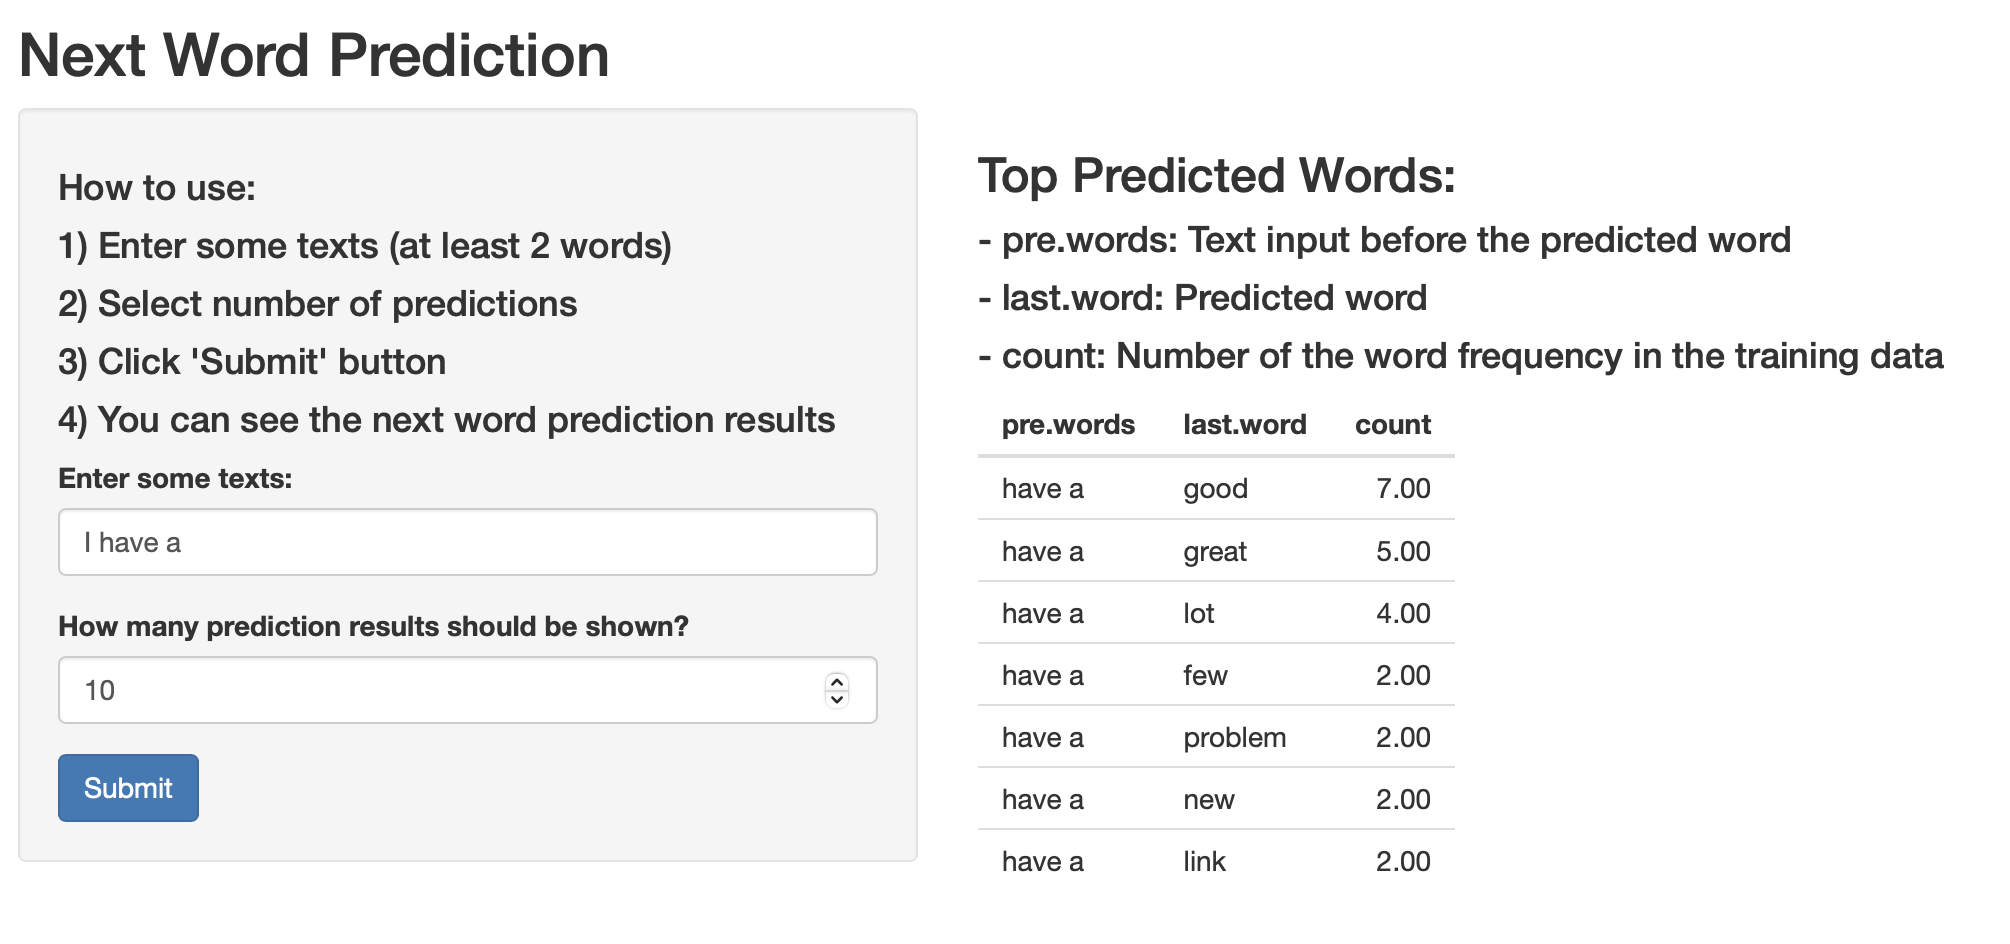 Next Word Prediction
How to use:
1) Enter some texts (at least 2 words)
2) Select number of predictions
3) Click 'Submit' button
4) You can see the next word prediction results
Enter some texts:
I have a
How many prediction results should be shown?
10
Submit
Top Predicted Words:
- pre.words: Text input before the predicted word
- last.word: Predicted word
- count: Number of the word frequency in the training data
pre.words last.word count
have a good 7.00
have a great 5.00
have a lot 4.00
have a few 2.00
have a problem 2.00
have a new 2.00
have a link 2.00